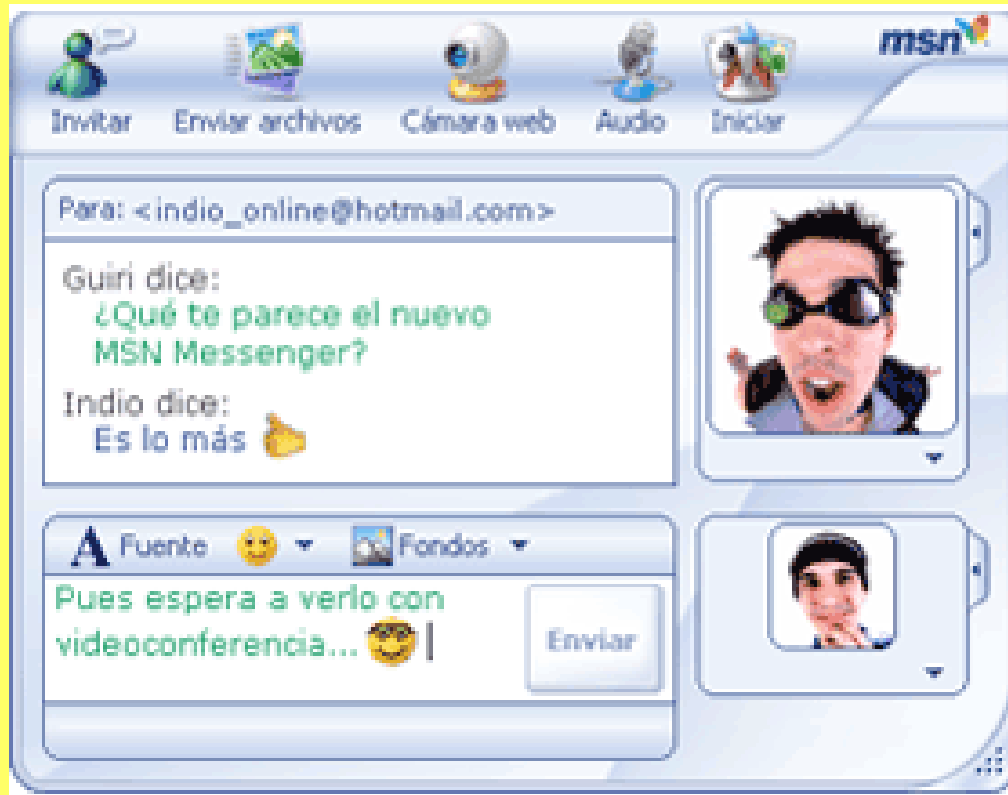 msn
Invitar Enviar archivos Cámara web Audio Iniciar
Para: <indio_online@hotmail.com>
Guiri dice:
¿Qué te parece el nuevo
MSN Messenger?
Indio dice:
Es lo más
A Fuente Fondos
Pues espera a verlo con
videoconferencia...
Enviar